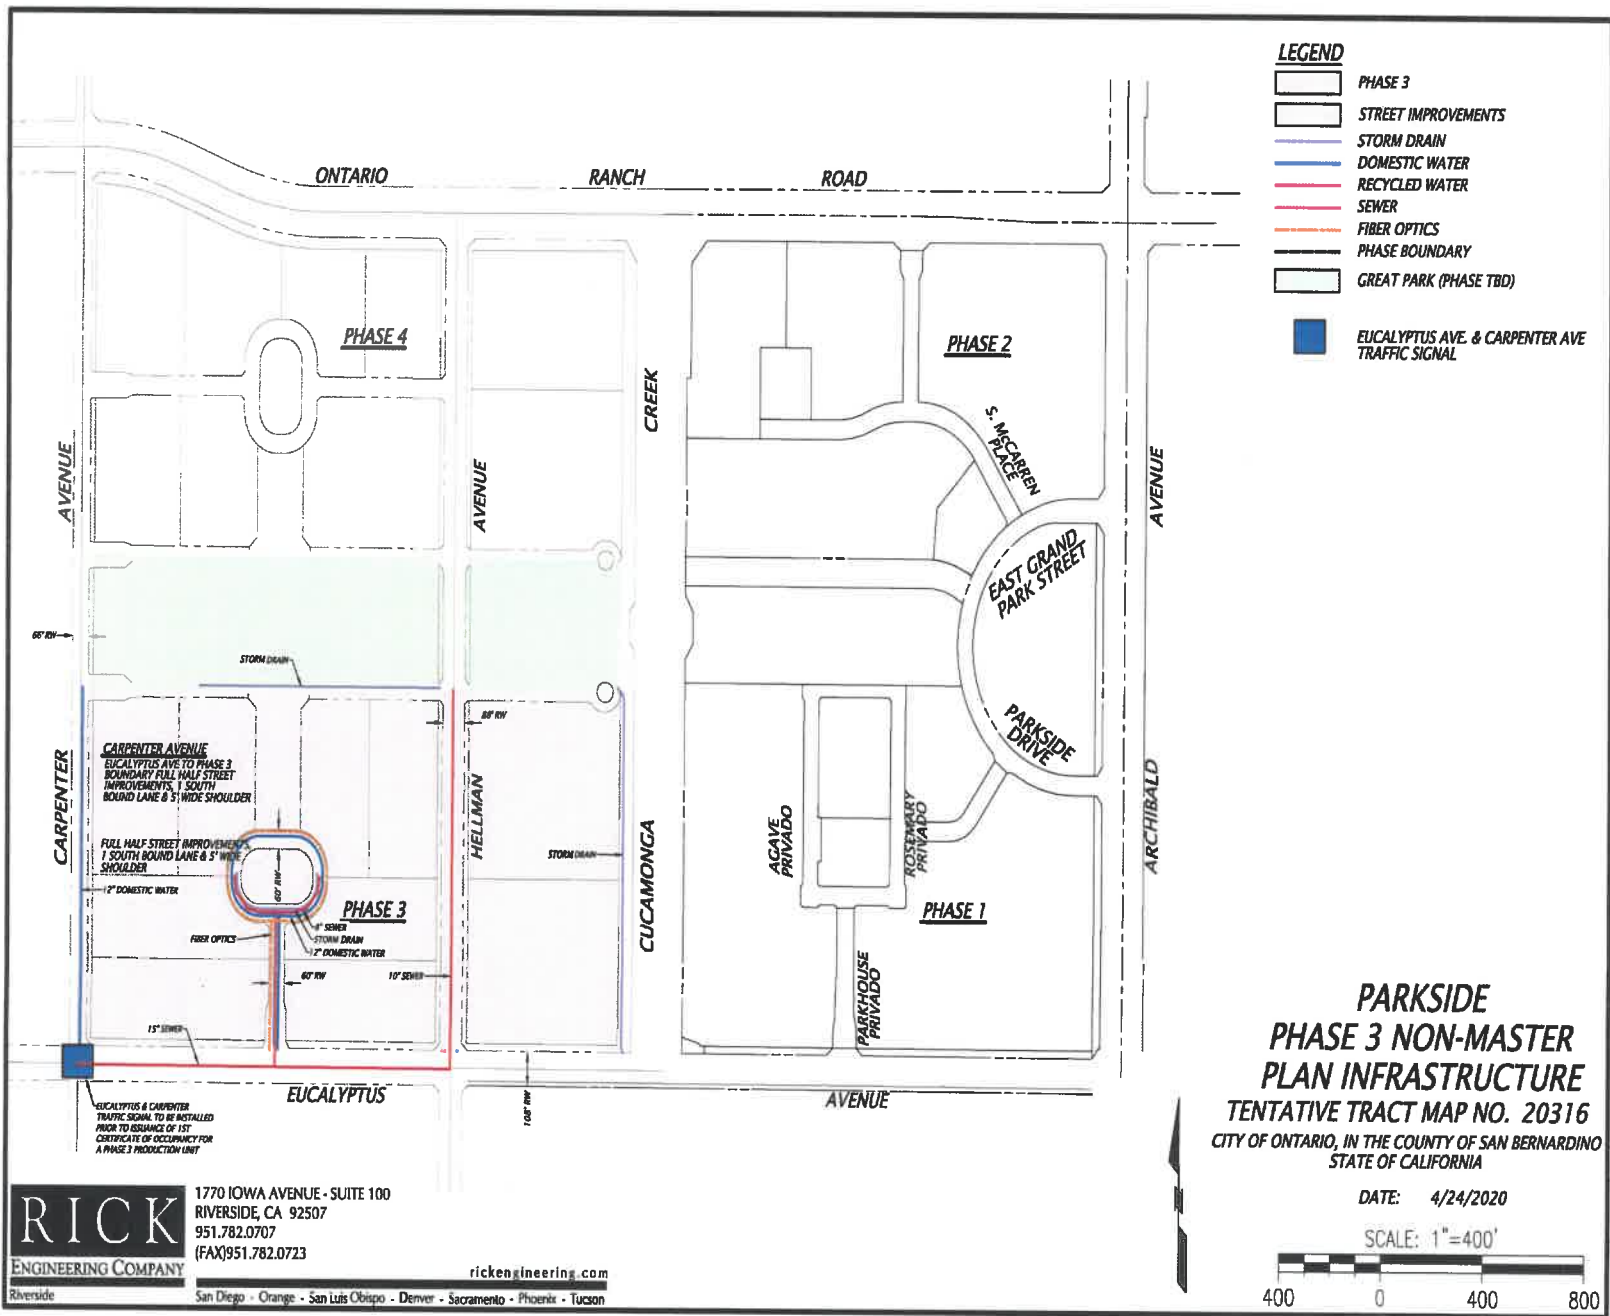 LEGEND
PHASE 3
STREET IMPROVEMENTS
STORM DRAIN
DOMESTIC WATER
RECYCLED WATER
SEWER
FIBER OPTICS
PHASE BOUNDARY
GREAT PARK (PHASE TBD)
EUCALYPTUS AVE. & CARPENTER AVE
TRAFFIC SIGNAL
ONTARIO RANCH ROAD
PHASE 4
PHASE 2
CREEK
AVENUE
AVENUE
AVENUE
S. McCARREN
PLACE
EAST GRAND
PARK STREET
66' RW
STORM DRAIN
88' RW
PARKSIDE
DRIVE
CARPENTER AVENUE
EUCALYPTUS AVE TO PHASE 3
BOUNDARY FULL HALF STREET
IMPROVEMENTS, 1 SOUTH
BOUND LANE & 5' WIDE SHOULDER
CARPENTER
HELLMAN
CUCAMONGA
AGAVE
PRIVADO
ROSEMARY
PRIVADO
ARCHIBALD
FULL HALF STREET IMPROVEMENTS,
1 SOUTH BOUND LANE & 5' WIDE
SHOULDER
STORM DRAIN
12" DOMESTIC WATER
60' RW
PHASE 3
PHASE 1
8" SEWER
STORM DRAIN
12" DOMESTIC WATER
FIBER OPTICS
60' RW
10" SEWER
PARKHOUSE
PRIVADO
15" SEWER
EUCALYPTUS AVENUE
108' RW
EUCALYPTUS & CARPENTER
TRAFFIC SIGNAL TO BE INSTALLED
PRIOR TO ISSUANCE OF 1ST
CERTIFICATE OF OCCUPANCY FOR
A PHASE 3 PRODUCTION UNIT
PARKSIDE
PHASE 3 NON-MASTER
PLAN INFRASTRUCTURE
TENTATIVE TRACT MAP NO. 20316
CITY OF ONTARIO, IN THE COUNTY OF SAN BERNARDINO
STATE OF CALIFORNIA
DATE: 4/24/2020
SCALE: 1"=400'
400 0 400 800
RICK
ENGINEERING COMPANY
Riverside
1770 IOWA AVENUE - SUITE 100
RIVERSIDE, CA 92507
951.782.0707
(FAX)951.782.0723
rickengineering.com
San Diego - Orange - San Luis Obispo - Denver - Sacramento - Phoenix - Tucson